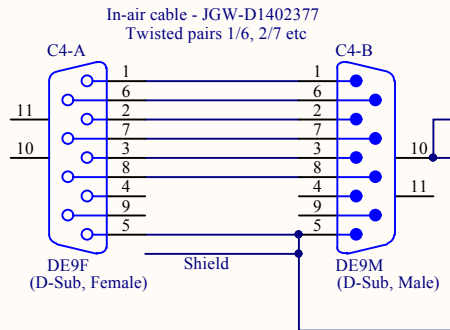 In-air cable - JGW-D1402377
Twisted pairs 1/6, 2/7 etc
C4-A C4-B
1 1
6 6
11 2 2
7 7
10 3 3 10
8 8
4 4 11
9 9
5 5
Shield
DE9F DE9M
(D-Sub, Female) (D-Sub, Male)